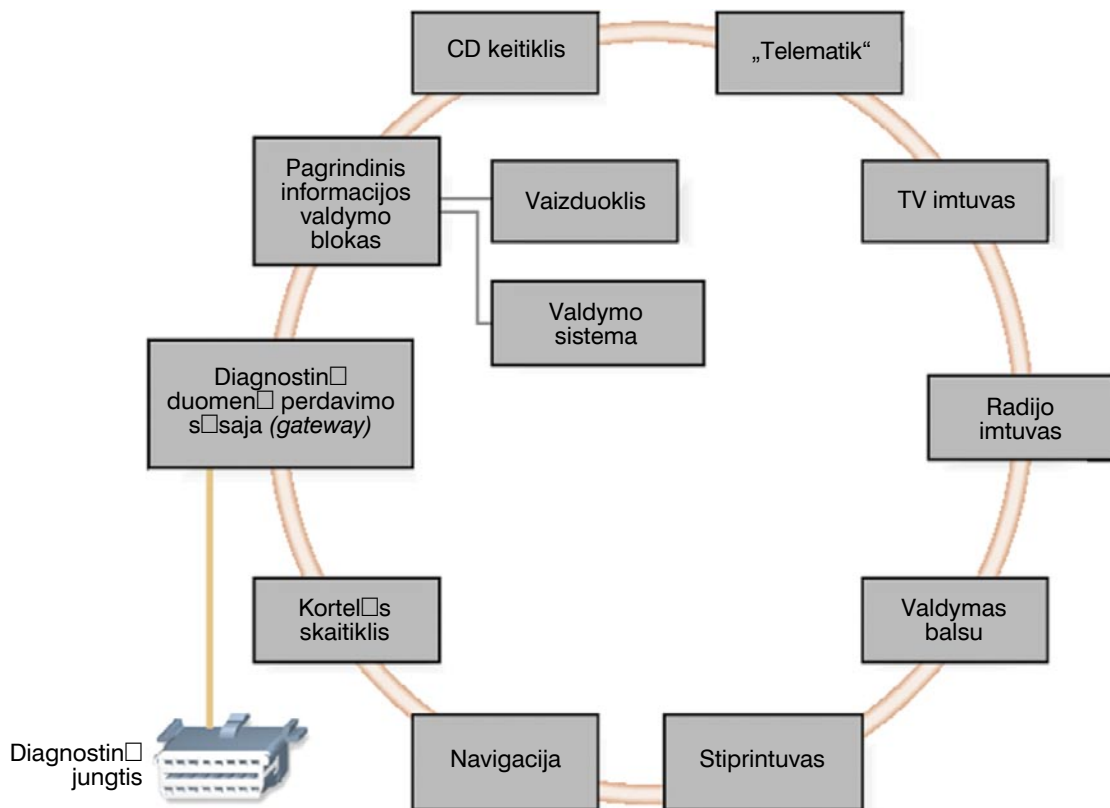 CD keitiklis
„Telematik“
Pagrindinis
informacijos
valdymo
blokas
Vaizduoklis
TV imtuvas
Valdymo
sistema
Diagnostin□
duomen□ perdavimo
s□saja (gateway)
Radijo
imtuvas
Kortel□s
skaitiklis
Valdymas
balsu
Navigacija
Stiprintuvas
Diagnostin□
jungtis